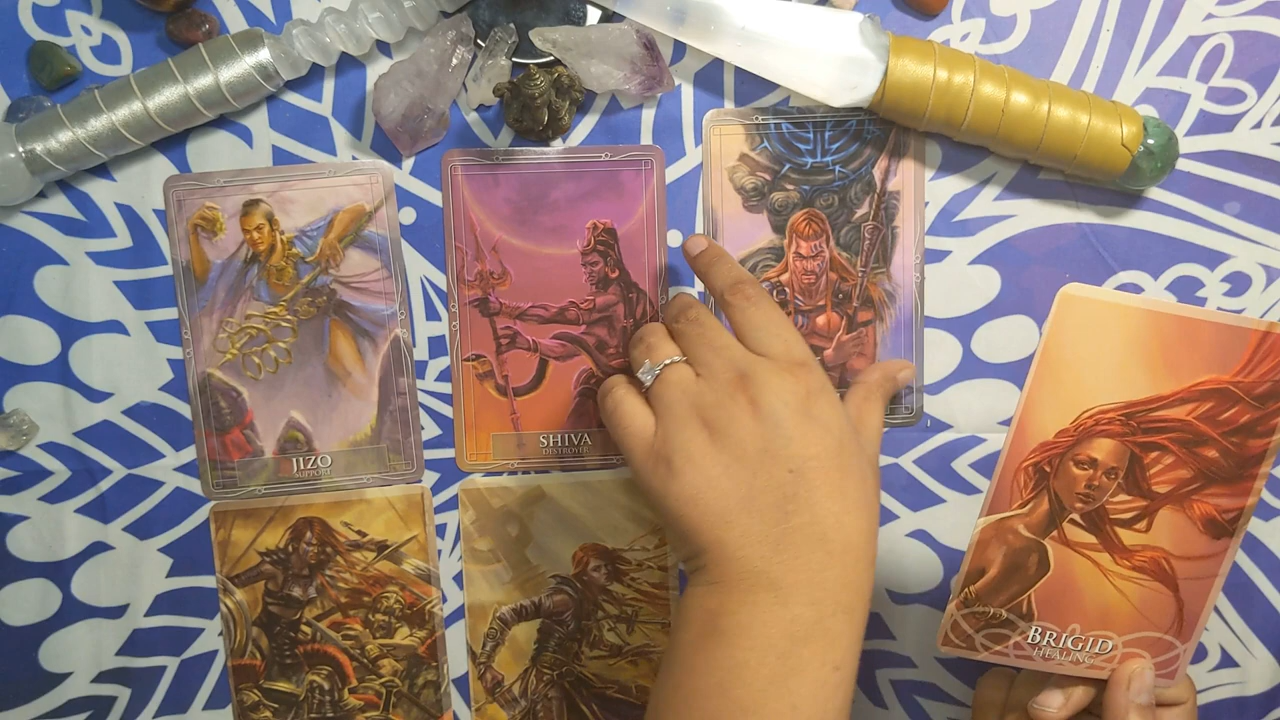 JIZO
SUPPORT
SHIVA
DESTROYER
BRIGID
HEALING